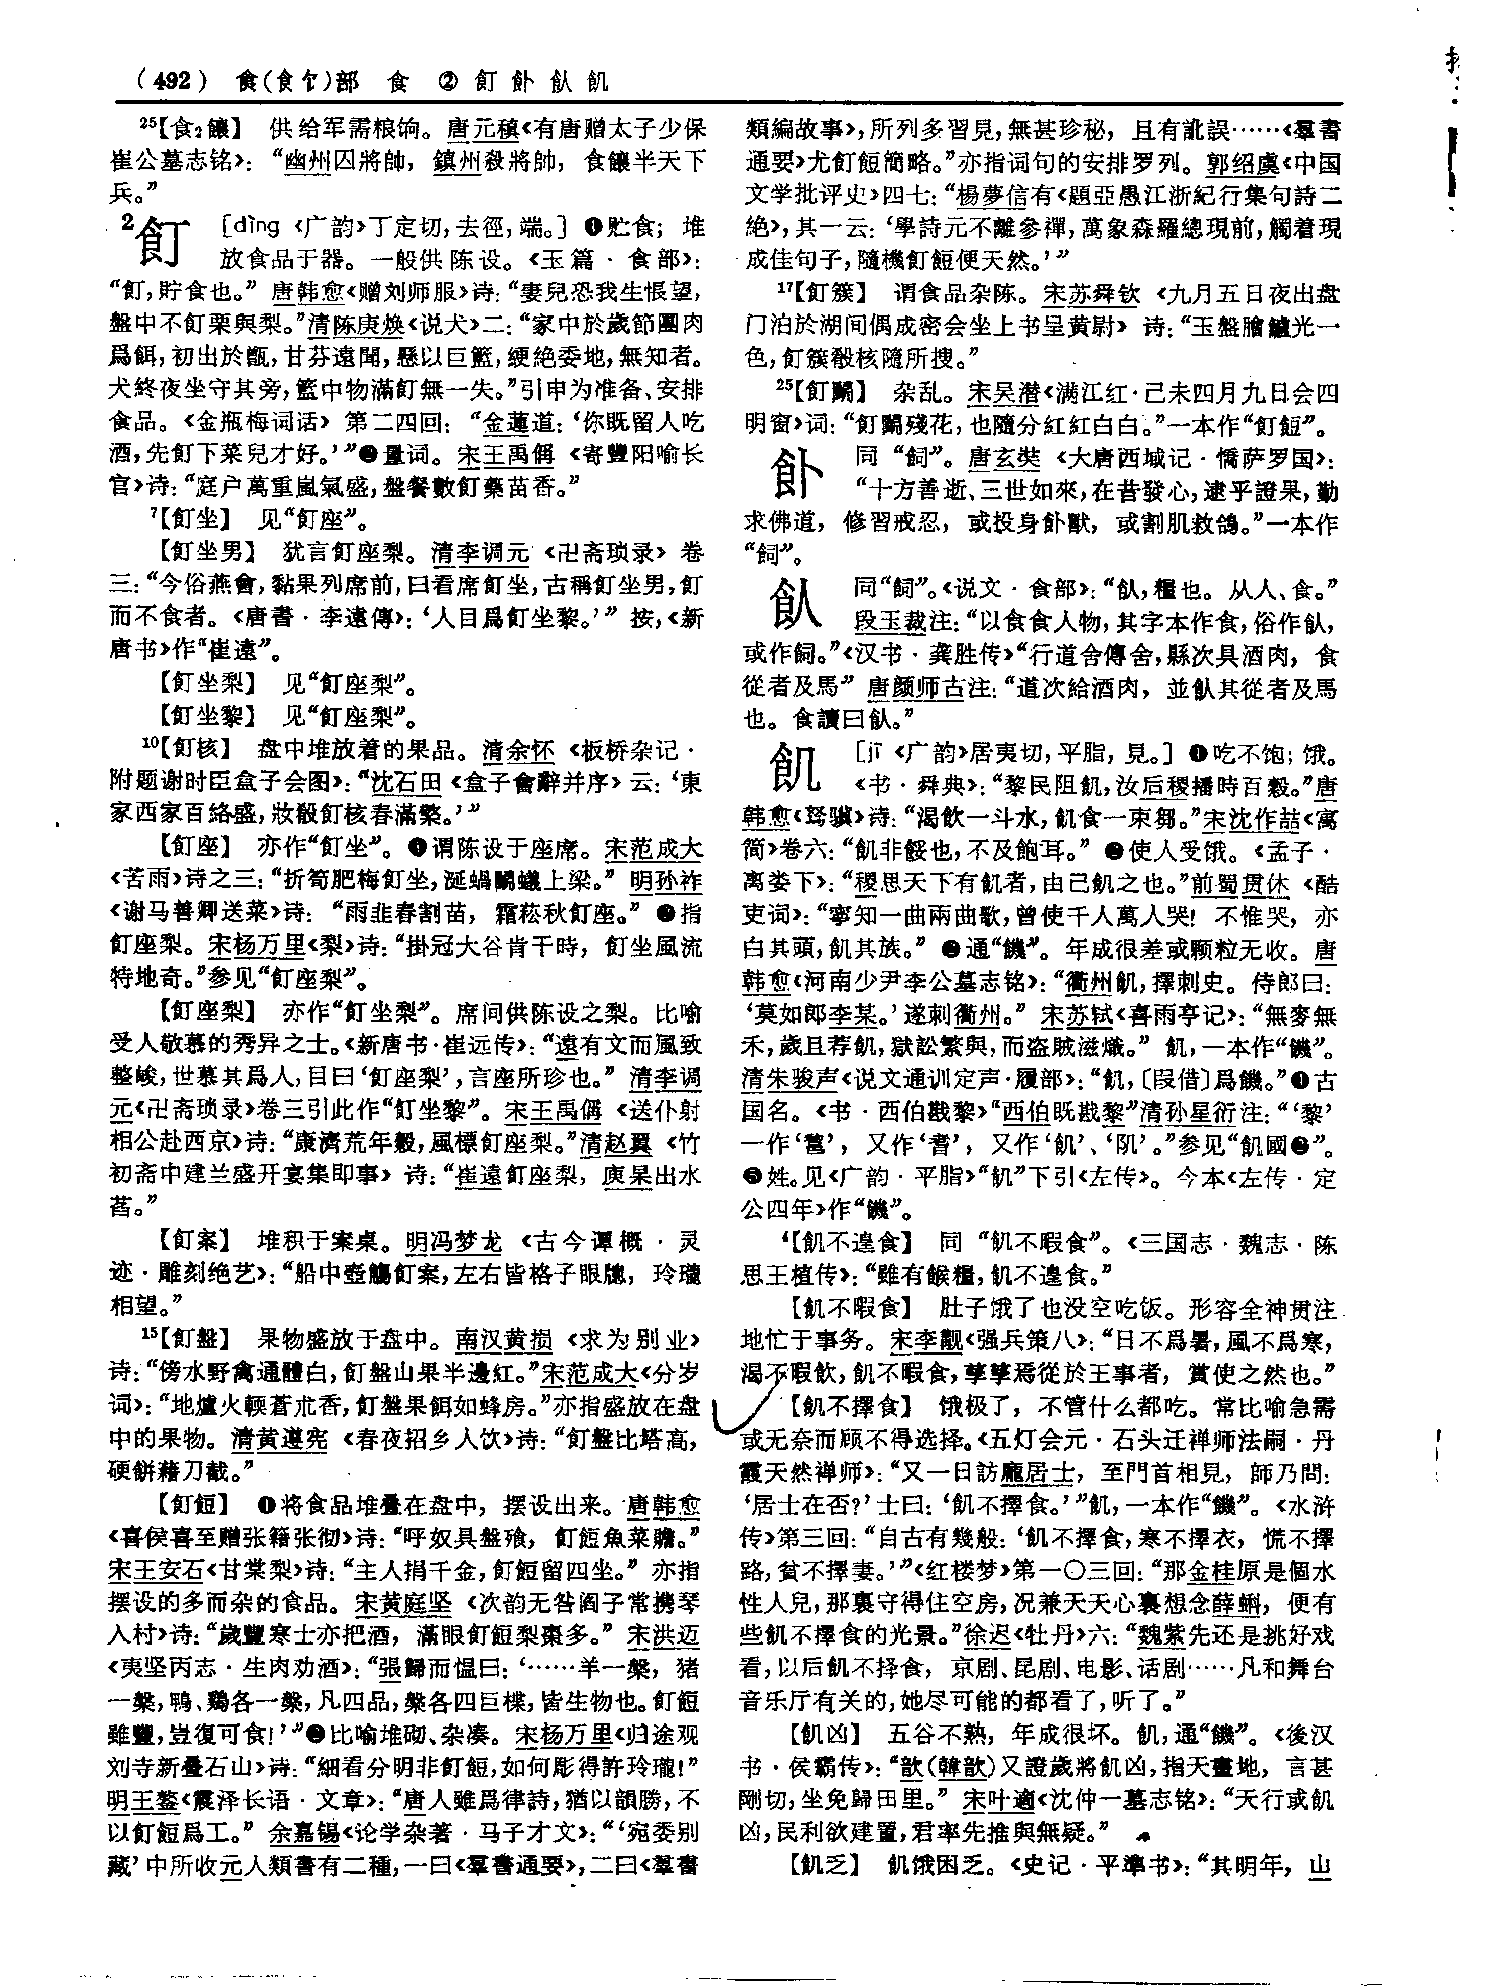 (492) 食(飠饣)部 食 ②飣飦飤飢
25【食2饟】 供给军需粮饷。唐元稹《有唐赠太子少保
崔公墓志铭》：“幽州囚將帥，鎮州殺將帥，食饟半天下
兵。”
2飣 [dìng《广韵》丁定切，去徑，端。]❶贮食；堆
放食品于器。一般供陈设。《玉篇·食部》：
“飣，貯食也。”唐韩愈《赠刘师服》诗：“妻兒恐我生悵望，
盤中不飣栗與梨。”清陈庚焕《说犬》二：“家中於歲節團肉
爲餌，初出於甑，甘芬遠聞，懸以巨籃，綆絶委地，無知者。
犬終夜坐守其旁，籃中物滿飣無一失。”引申为准备、安排
食品。《金瓶梅词话》第二四回：“金蓮道：‘你既留人吃
酒，先飣下菜兒才好。’”❷量词。宋王禹偁《寄豐阳喻长
官》诗：“庭户萬重嵐氣盛，盤餐數飣藥苗香。”
7【飣坐】 见“飣座”。
【飣坐男】 犹言飣座梨。清李调元《卍斋琐录》卷
三：“今俗燕會，黏果列席前，曰看席飣坐，古稱飣坐男，飣
而不食者。《唐書·李遠傳》：‘人目爲飣坐黎。’”按，《新
唐书》作“崔遠”。
【飣坐梨】 见“飣座梨”。
【飣坐黎】 见“飣座梨”。
10【飣核】 盘中堆放着的果品。清余怀《板桥杂记·
附题谢时臣盒子会图》：“沈石田《盒子會辭并序》云：‘東
家西家百絡盛，妝殽飣核春滿檠。’”
【飣座】 亦作“飣坐”。❶谓陈设于座席。宋范成大
《苦雨》诗之三：“折筍肥梅飣坐，涎蝸鬭蟻上梁。”明孙祚
《谢马善卿送菜》诗：“雨韭春割苗，霜菘秋飣座。”❷指
飣座梨。宋杨万里《梨》诗：“掛冠大谷肯干時，飣坐風流
特地奇。”参见“飣座梨”。
【飣座梨】 亦作“飣坐梨”。席间供陈设之梨。比喻
受人敬慕的秀异之士。《新唐书·崔远传》：“遠有文而風致
整峻，世慕其爲人，目曰‘飣座梨’，言座所珍也。”清李调
元《卍斋琐录》卷三引此作“飣坐黎”。宋王禹偁《送仆射
相公赴西京》诗：“康濟荒年穀，風標飣座梨。”清赵翼《竹
初斋中建兰盛开宴集即事》诗：“崔遠飣座梨，庾杲出水
萏。”
【飣案】 堆积于案桌。明冯梦龙《古今谭概·灵
迹·雕刻绝艺》：“船中壺觴飣案，左右皆格子眼牕，玲瓏
相望。”
15【飣盤】 果物盛放于盘中。南汉黄损《求为别业》
诗：“傍水野禽通體白，飣盤山果半邊紅。”宋范成大《分岁
词》：“地爐火軟蒼朮香，飣盤果餌如蜂房。”亦指盛放在盘
中的果物。清黄遵宪《春夜招乡人饮》诗：“飣盤比塔高，
硬餅藉刀截。”
【飣餖】 ❶将食品堆叠在盘中，摆设出来。唐韩愈
《喜侯喜至赠张籍张彻》诗：“呼奴具盤飱，飣餖魚菜贍。”
宋王安石《甘棠梨》诗：“主人捐千金，飣餖留四坐。”亦指
摆设的多而杂的食品。宋黄庭坚《次韵无咎阎子常携琴
入村》诗：“歲豐寒士亦把酒，滿眼飣餖梨棗多。”宋洪迈
《夷坚丙志·生肉劝酒》：“張歸而愠曰：‘……羊一槃，猪
一槃，鴨、鷄各一槃，凡四品，槃各四巨楪，皆生物也。飣餖
雖豐，豈復可食！’”❷比喻堆砌、杂凑。宋杨万里《归途观
刘寺新叠石山》诗：“細看分明非飣餖，如何彫得許玲瓏！”
明王鏊《震泽长语·文章》：“唐人雖爲律詩，猶以韻勝，不
以飣餖爲工。”余嘉锡《论学杂著·马子才文》：“‘宛委别
藏’中所收元人類書有二種，一曰《羣書通要》，二曰《羣書
類編故事》，所列多習見，無甚珍秘，且有訛誤……《羣書
通要》尤飣餖簡略。”亦指词句的安排罗列。郭绍虞《中国
文学批评史》四七：“楊夢信有《題亞愚江浙紀行集句詩二
絶》，其一云：‘學詩元不離參禪，萬象森羅總現前，觸着現
成佳句子，隨機飣餖便天然。’”
17【飣簇】 谓食品杂陈。宋苏舜钦《九月五日夜出盘
门泊於湖间偶成密会坐上书呈黄尉》诗：“玉盤膾鱸光一
色，飣簇殽核隨所搜。”
25【飣鬭】 杂乱。宋吴潜《满江红·己未四月九日会四
明窗》词：“飣鬭殘花，也隨分紅紅白白。”一本作“飣餖”。
飦 同“飼”。唐玄奘《大唐西域记·憍萨罗国》：
“十方善逝、三世如來，在昔發心，逮乎證果，勤
求佛道，修習戒忍，或投身飦獸，或割肌救鴿。”一本作
“飼”。
飤 同“飼”。《说文·食部》：“飤，糧也。从人、食。”
段玉裁注：“以食食人物，其字本作食，俗作飤，
或作飼。”《汉书·龚胜传》“行道舍傳舍，縣次具酒肉，食
從者及馬”唐颜师古注：“道次給酒肉，並飤其從者及馬
也。食讀曰飤。”
飢 [jī《广韵》居夷切，平脂，見。]❶吃不饱；饿。
《书·舜典》：“黎民阻飢，汝后稷播時百穀。”唐
韩愈《驽骥》诗：“渴飲一斗水，飢食一束芻。”宋沈作喆《寓
简》卷六：“飢非餒也，不及飽耳。”❷使人受饿。《孟子·
离娄下》：“稷思天下有飢者，由己飢之也。”前蜀贯休《酷
吏词》：“寧知一曲兩曲歌，曾使千人萬人哭！不惟哭，亦
白其頭，飢其族。”❸通“饑”。年成很差或颗粒无收。唐
韩愈《河南少尹李公墓志铭》：“衢州飢，擇刺史。侍郎曰：
‘莫如郎李某。’遂刺衢州。”宋苏轼《喜雨亭记》：“無麥無
禾，歲且荐飢，獄訟繁興，而盗賊滋熾。”飢，一本作“饑”。
清朱骏声《说文通训定声·履部》：“飢，〔叚借〕爲饑。”❹古
国名。《书·西伯戡黎》“西伯既戡黎”清孙星衍注：“‘黎’
一作‘𨛫’，又作‘耆’，又作‘飢’、‘阢’。”参见“飢國❷”。
❺姓。见《广韵·平脂》“飢”下引《左传》。今本《左传·定
公四年》作“饑”。
4【飢不遑食】 同“飢不暇食”。《三国志·魏志·陈
思王植传》：“雖有餱糧，飢不遑食。”
【飢不暇食】 肚子饿了也没空吃饭。形容全神贯注
地忙于事务。宋李觏《强兵策八》：“日不爲暑，風不爲寒，
渴不暇飲，飢不暇食，孳孳焉從於王事者，賞使之然也。”
【飢不擇食】 饿极了，不管什么都吃。常比喻急需
或无奈而顾不得选择。《五灯会元·石头迁禅师法嗣·丹
霞天然禅师》：“又一日訪龐居士，至門首相見，師乃問：
‘居士在否？’士曰：‘飢不擇食。’”飢，一本作“饑”。《水浒
传》第三回：“自古有幾般：‘飢不擇食，寒不擇衣，慌不擇
路，貧不擇妻。’”《红楼梦》第一〇三回：“那金桂原是個水
性人兒，那裏守得住空房，况兼天天心裏想念薛蝌，便有
些飢不擇食的光景。”徐迟《牡丹》六：“魏紫先还是挑好戏
看，以后飢不择食，京剧、昆剧、电影、话剧……凡和舞台
音乐厅有关的，她尽可能的都看了，听了。”
【飢凶】 五谷不熟，年成很坏。飢，通“饑”。《後汉
书·侯霸传》：“歆(韓歆)又證歲將飢凶，指天畫地，言甚
剛切，坐免歸田里。”宋叶適《沈仲一墓志铭》：“天行或飢
凶，民利欲建置，君率先推與無疑。”
【飢乏】 飢饿困乏。《史记·平準书》：“其明年，山